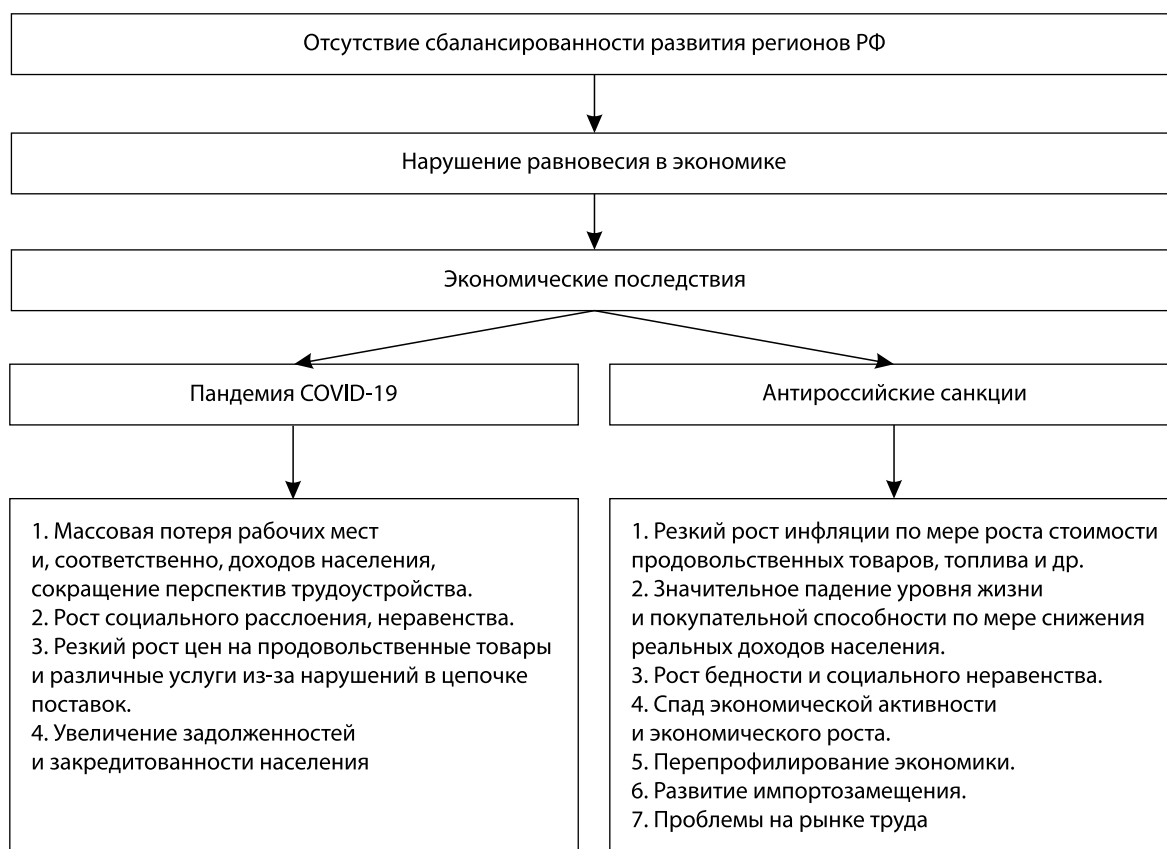 Отсутствие сбалансированности развития регионов РФ
Нарушение равновесия в экономике
Экономические последствия
Пандемия COVID-19
Антироссийские санкции
1. Массовая потеря рабочих мест
и, соответственно, доходов населения,
сокращение перспектив трудоустройства.
2. Рост социального расслоения, неравенства.
3. Резкий рост цен на продовольственные товары
и различные услуги из-за нарушений в цепочке
поставок.
4. Увеличение задолженностей
и закредитованности населения
1. Резкий рост инфляции по мере роста стоимости
продовольственных товаров, топлива и др.
2. Значительное падение уровня жизни
и покупательной способности по мере снижения
реальных доходов населения.
3. Рост бедности и социального неравенства.
4. Спад экономической активности
и экономического роста.
5. Перепрофилирование экономики.
6. Развитие импортозамещения.
7. Проблемы на рынке труда